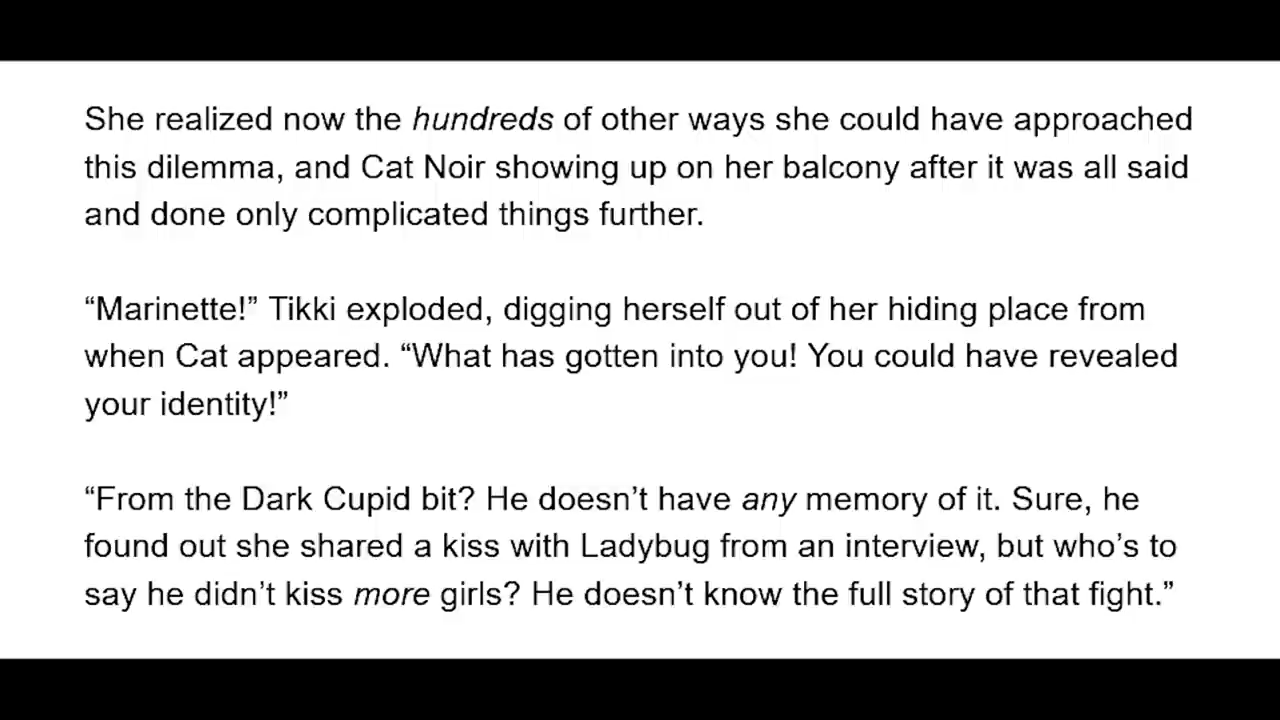 She realized now the hundreds of other ways she could have approached
this dilemma, and Cat Noir showing up on her balcony after it was all said
and done only complicated things further.
“Marinette!” Tikki exploded, digging herself out of her hiding place from
when Cat appeared. “What has gotten into you! You could have revealed
your identity!”
“From the Dark Cupid bit? He doesn’t have any memory of it. Sure, he
found out she shared a kiss with Ladybug from an interview, but who’s to
say he didn’t kiss more girls? He doesn’t know the full story of that fight.”